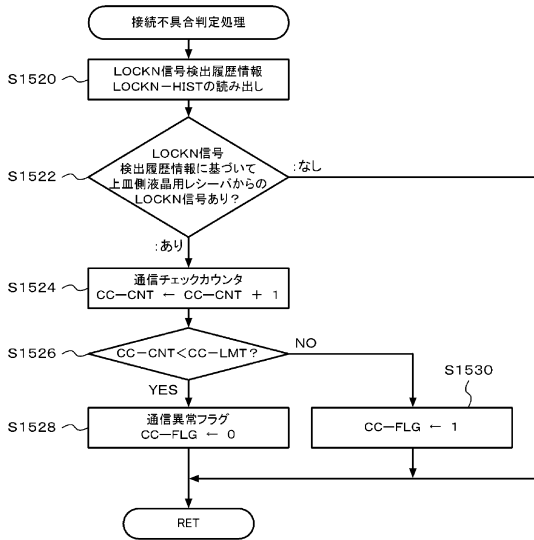 接続不具合判定処理
S1520
LOCKN信号検出履歴情報
LOCKN－HISTの読み出し
S1522
LOCKN信号
検出履歴情報に基づいて
上皿側液晶用レシーバからの
LOCKN信号あり？
:なし
:あり
S1524
通信チェックカウンタ
CC－CNT ← CC－CNT ＋ 1
S1526
CC－CNT＜CC－LMT？
NO
YES
S1530
S1528
通信異常フラグ
CC－FLG ← 0
CC－FLG ← 1
RET